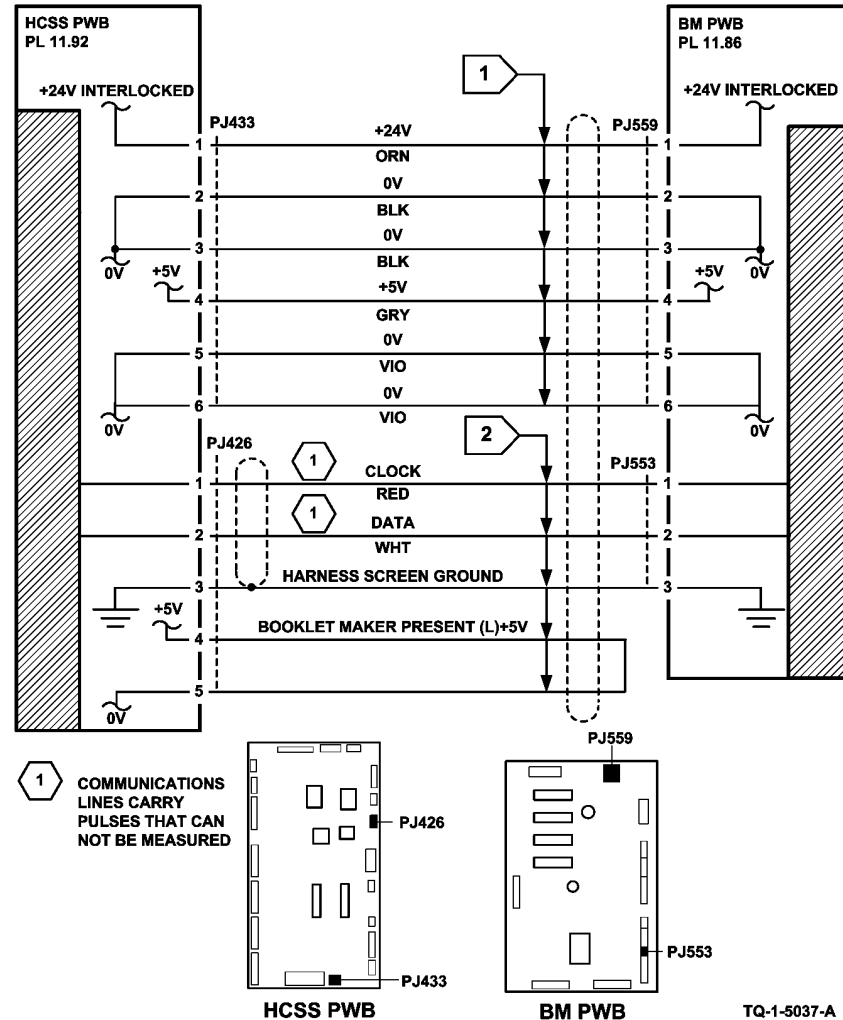 HCSS PWB
PL 11.92
BM PWB
PL 11.86
1
+24V INTERLOCKED
+24V INTERLOCKED
PJ433
PJ559
1
+24V
1
ORN
0V
2
2
BLK
0V
3
3
BLK
0V
0V
+5V
+5V
+5V
4
4
GRY
0V
5
5
VIO
0V
6
6
VIO
0V
0V
PJ426
2
PJ553
1
CLOCK
1
1
RED
1
DATA
2
2
WHT
HARNESS SCREEN GROUND
3
3
+5V
BOOKLET MAKER PRESENT (L)+5V
4
5
0V
1
COMMUNICATIONS
LINES CARRY
PULSES THAT CAN
NOT BE MEASURED
PJ559
PJ426
PJ553
PJ433
HCSS PWB
BM PWB
TQ-1-5037-A